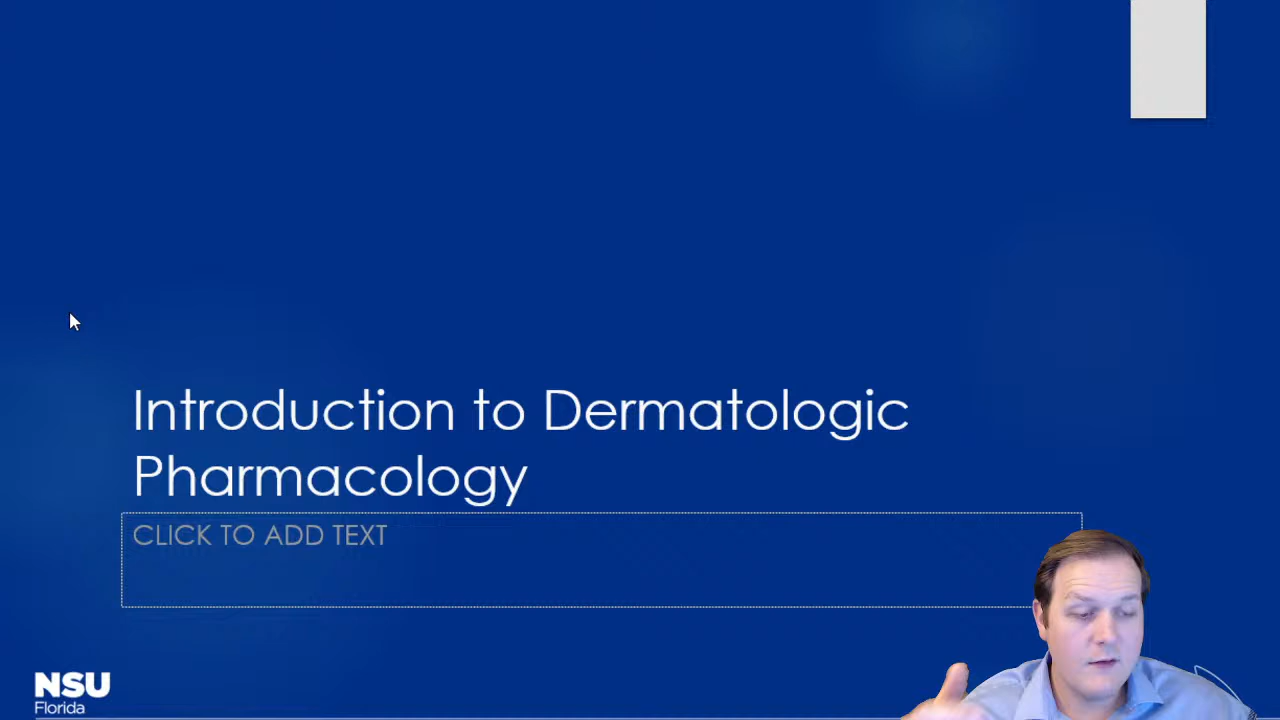 Introduction to Dermatologic
Pharmacology
CLICK TO ADD TEXT
NSU
Florida